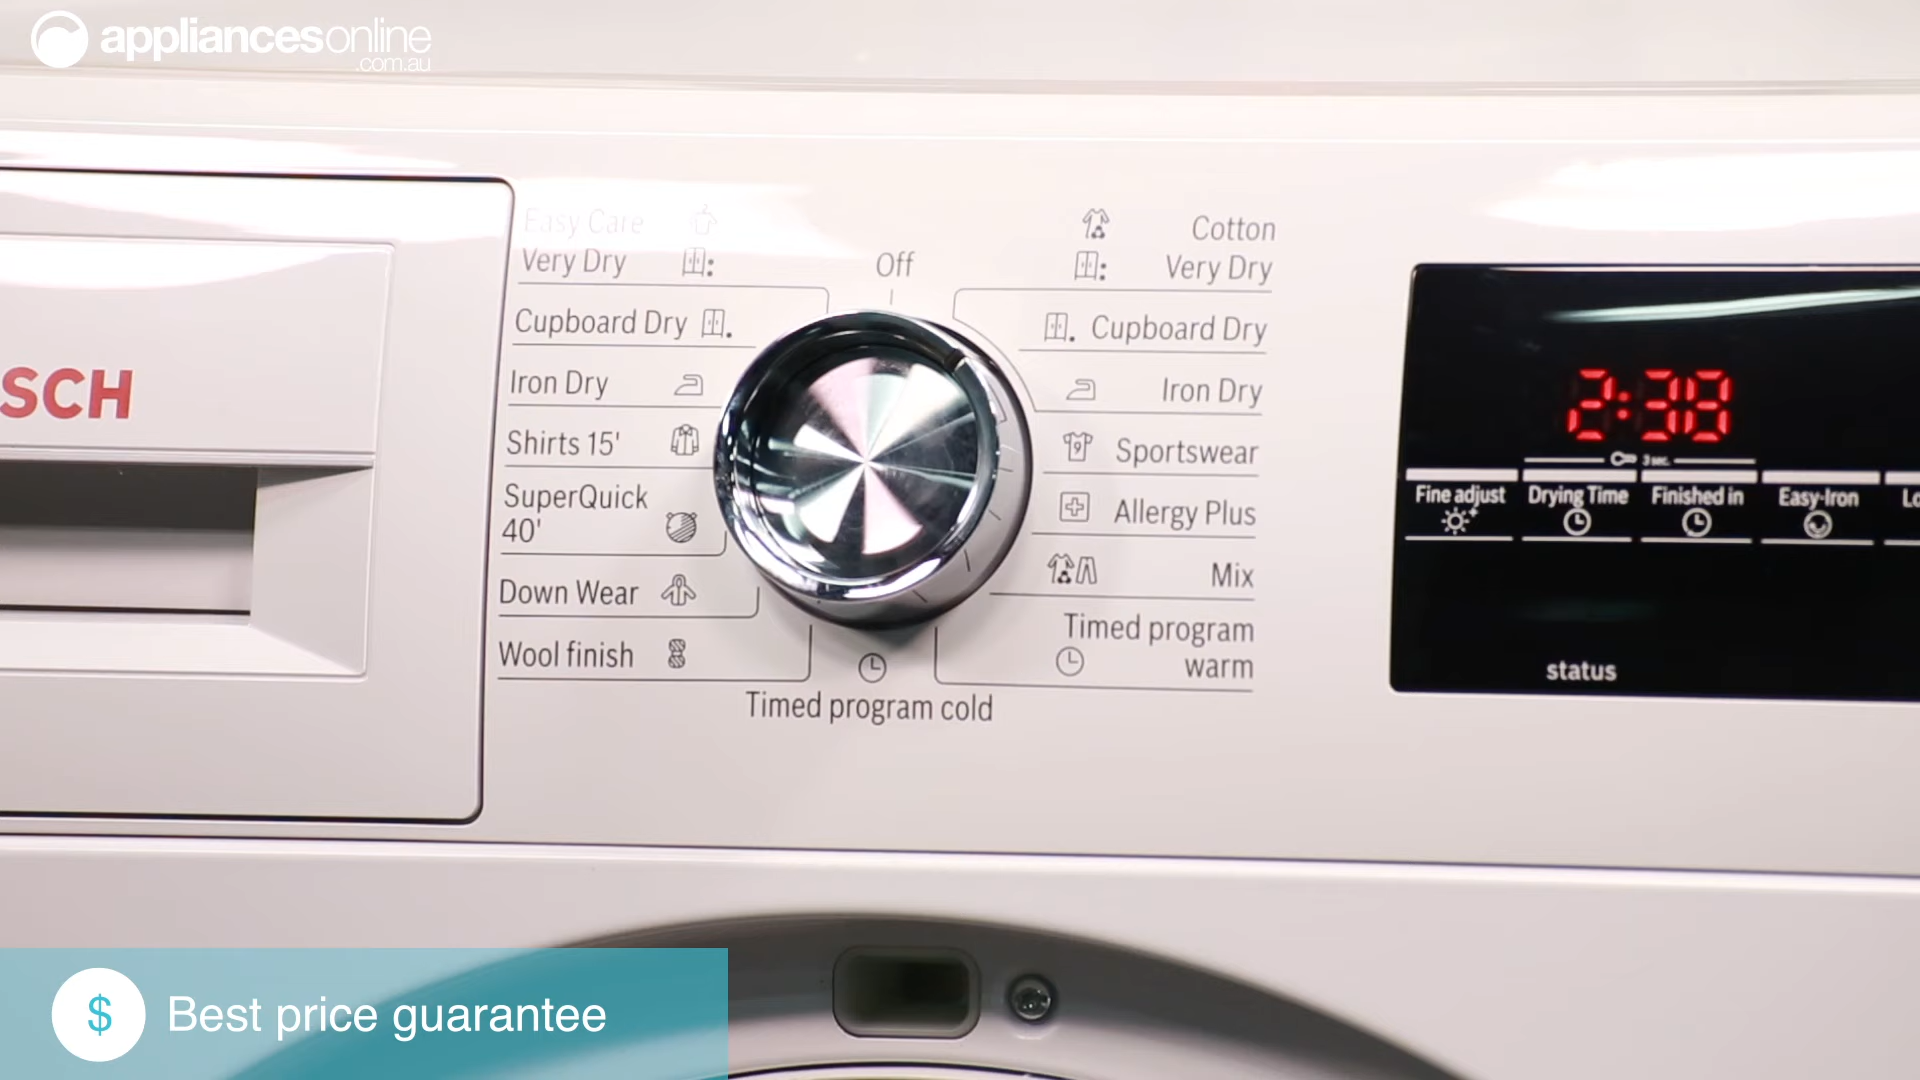 appliancesonline
.com.au
Easy Care
Very Dry
Cupboard Dry
Iron Dry
Shirts 15'
SuperQuick
40'
Down Wear
Wool finish
Off
Cotton
Very Dry
Cupboard Dry
Iron Dry
Sportswear
Allergy Plus
Mix
Timed program
warm
Timed program cold
SCH
2:38
3 sec.
Fine adjust
Drying Time
Finished in
Easy-Iron
status
$ Best price guarantee